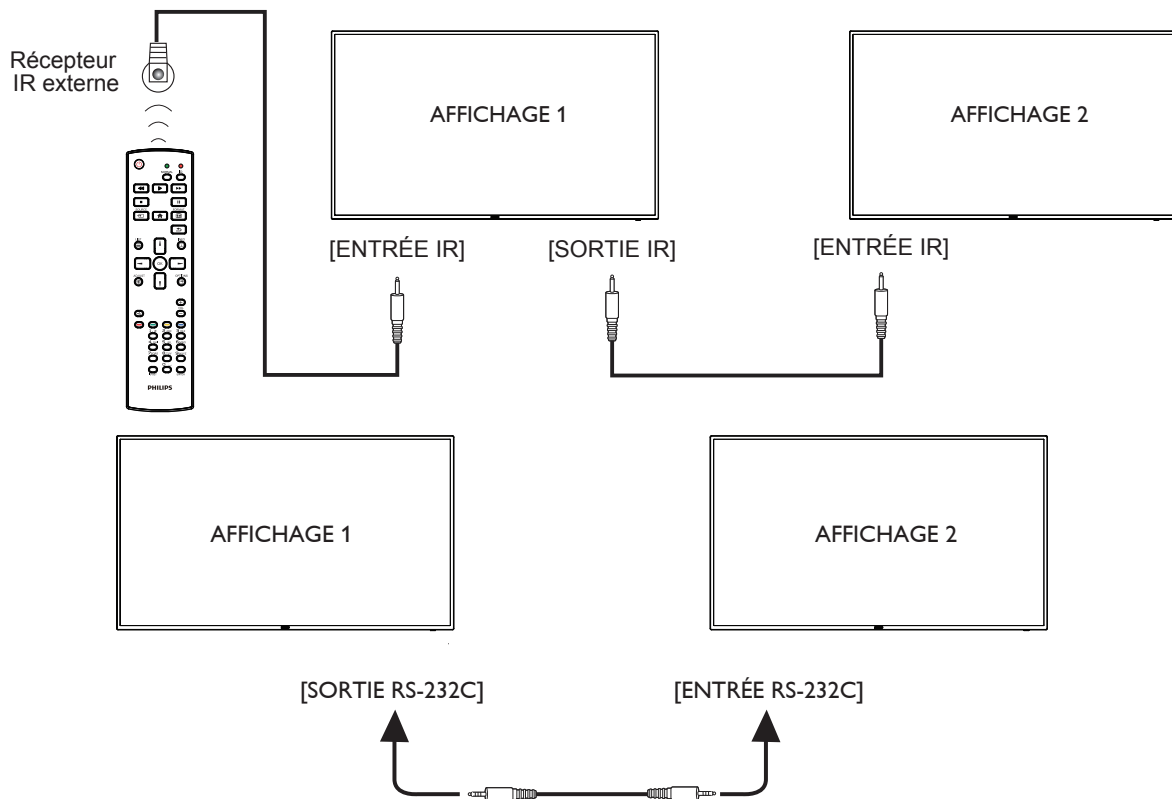 Récepteur
IR externe
AFFICHAGE 1
AFFICHAGE 2
[ENTRÉE IR]
[SORTIE IR]
[ENTRÉE IR]
PHILIPS
AFFICHAGE 1
AFFICHAGE 2
[SORTIE RS-232C]
[ENTRÉE RS-232C]